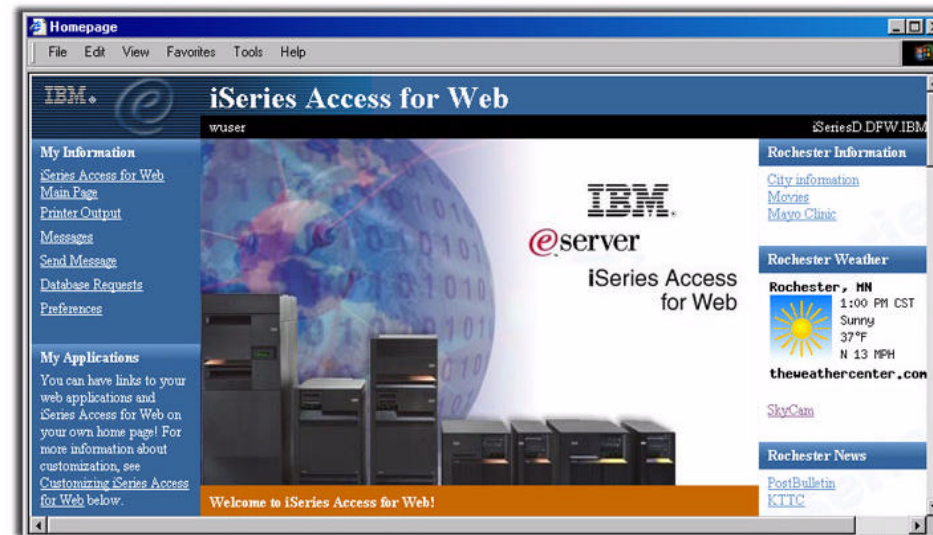 Homepage
File Edit View Favorites Tools Help
IBM®
iSeries Access for Web
wuser
iSeriesD.DFW.IBM
My Information
iSeries Access for Web
Main Page
Printer Output
Messages
Send Message
Database Requests
Preferences
My Applications
You can have links to your
web applications and
iSeries Access for Web on
your own home page! For
more information about
customization, see
Customizing iSeries Access
for Web below.
IBM.
eserver
iSeries Access
for Web
Welcome to iSeries Access for Web!
Rochester Information
City information
Movies
Mayo Clinic
Rochester Weather
Rochester, MN
1:00 PM CST
Sunny
37°F
N 13 MPH
theweathercenter.com
SkyCam
Rochester News
PostBulletin
KTTC